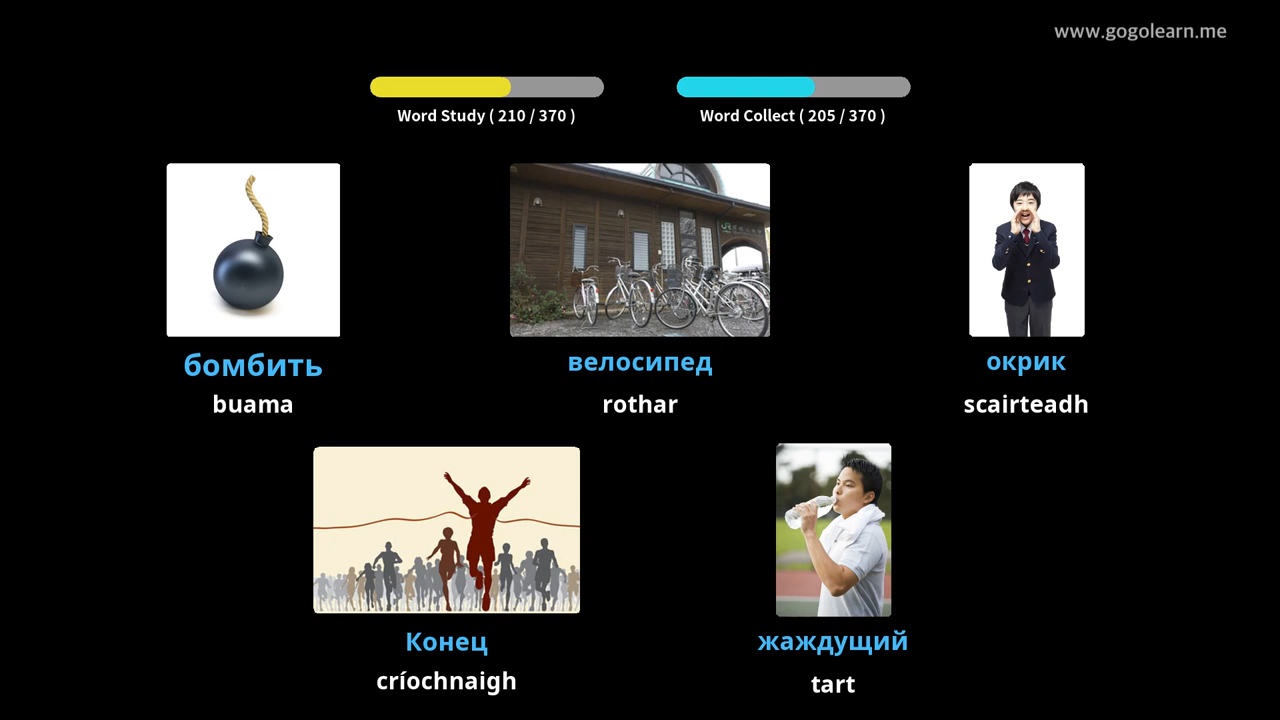 www.gogolearn.me
Word Study ( 210 / 370 )
Word Collect ( 205 / 370 )
бомбить
buama
велосипед
rothar
окрик
scairteadh
Конец
críochnaigh
жаждущий
tart